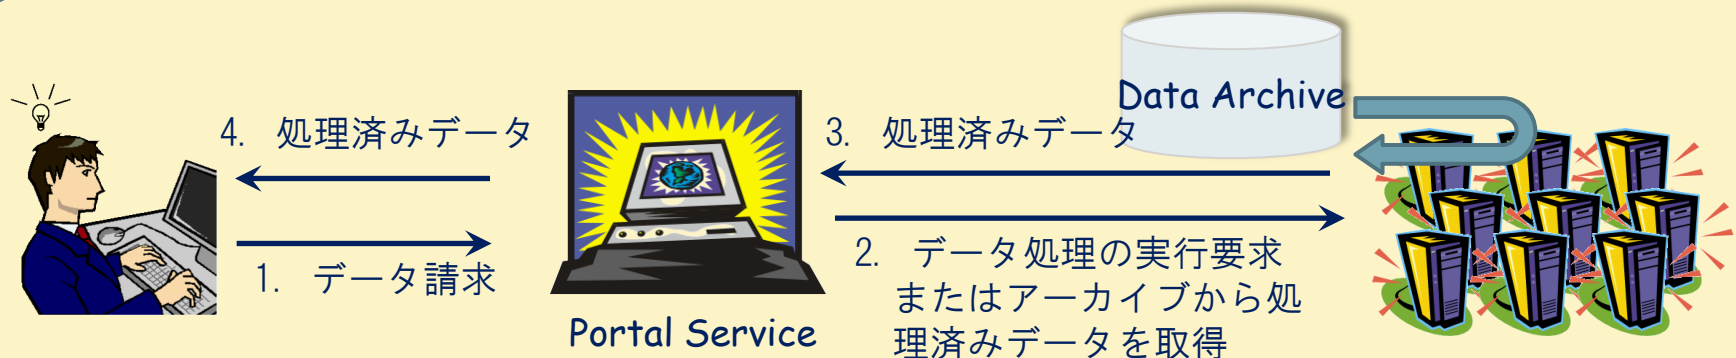 Data Archive
4. 処理済みデータ
3. 処理済みデータ
1. データ請求
2. データ処理の実行要求
またはアーカイブから処
理済みデータを取得
Portal Service